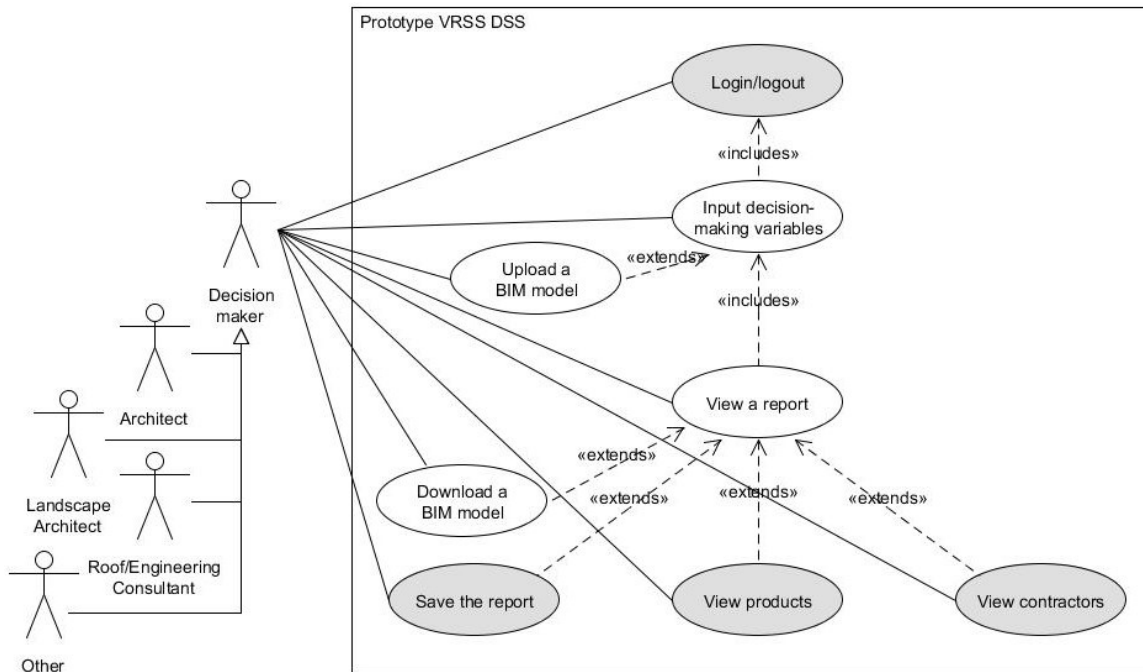 Prototype VRSS DSS
Login/logout
«includes»
Input decision-
making variables
Upload a
BIM model
«extends»
Decision
maker
«includes»
Architect
View a report
Landscape
Architect
Roof/Engineering
Consultant
Download a
BIM model
«extends»
«extends»
«extends»
«extends»
Other
Save the report
View products
View contractors